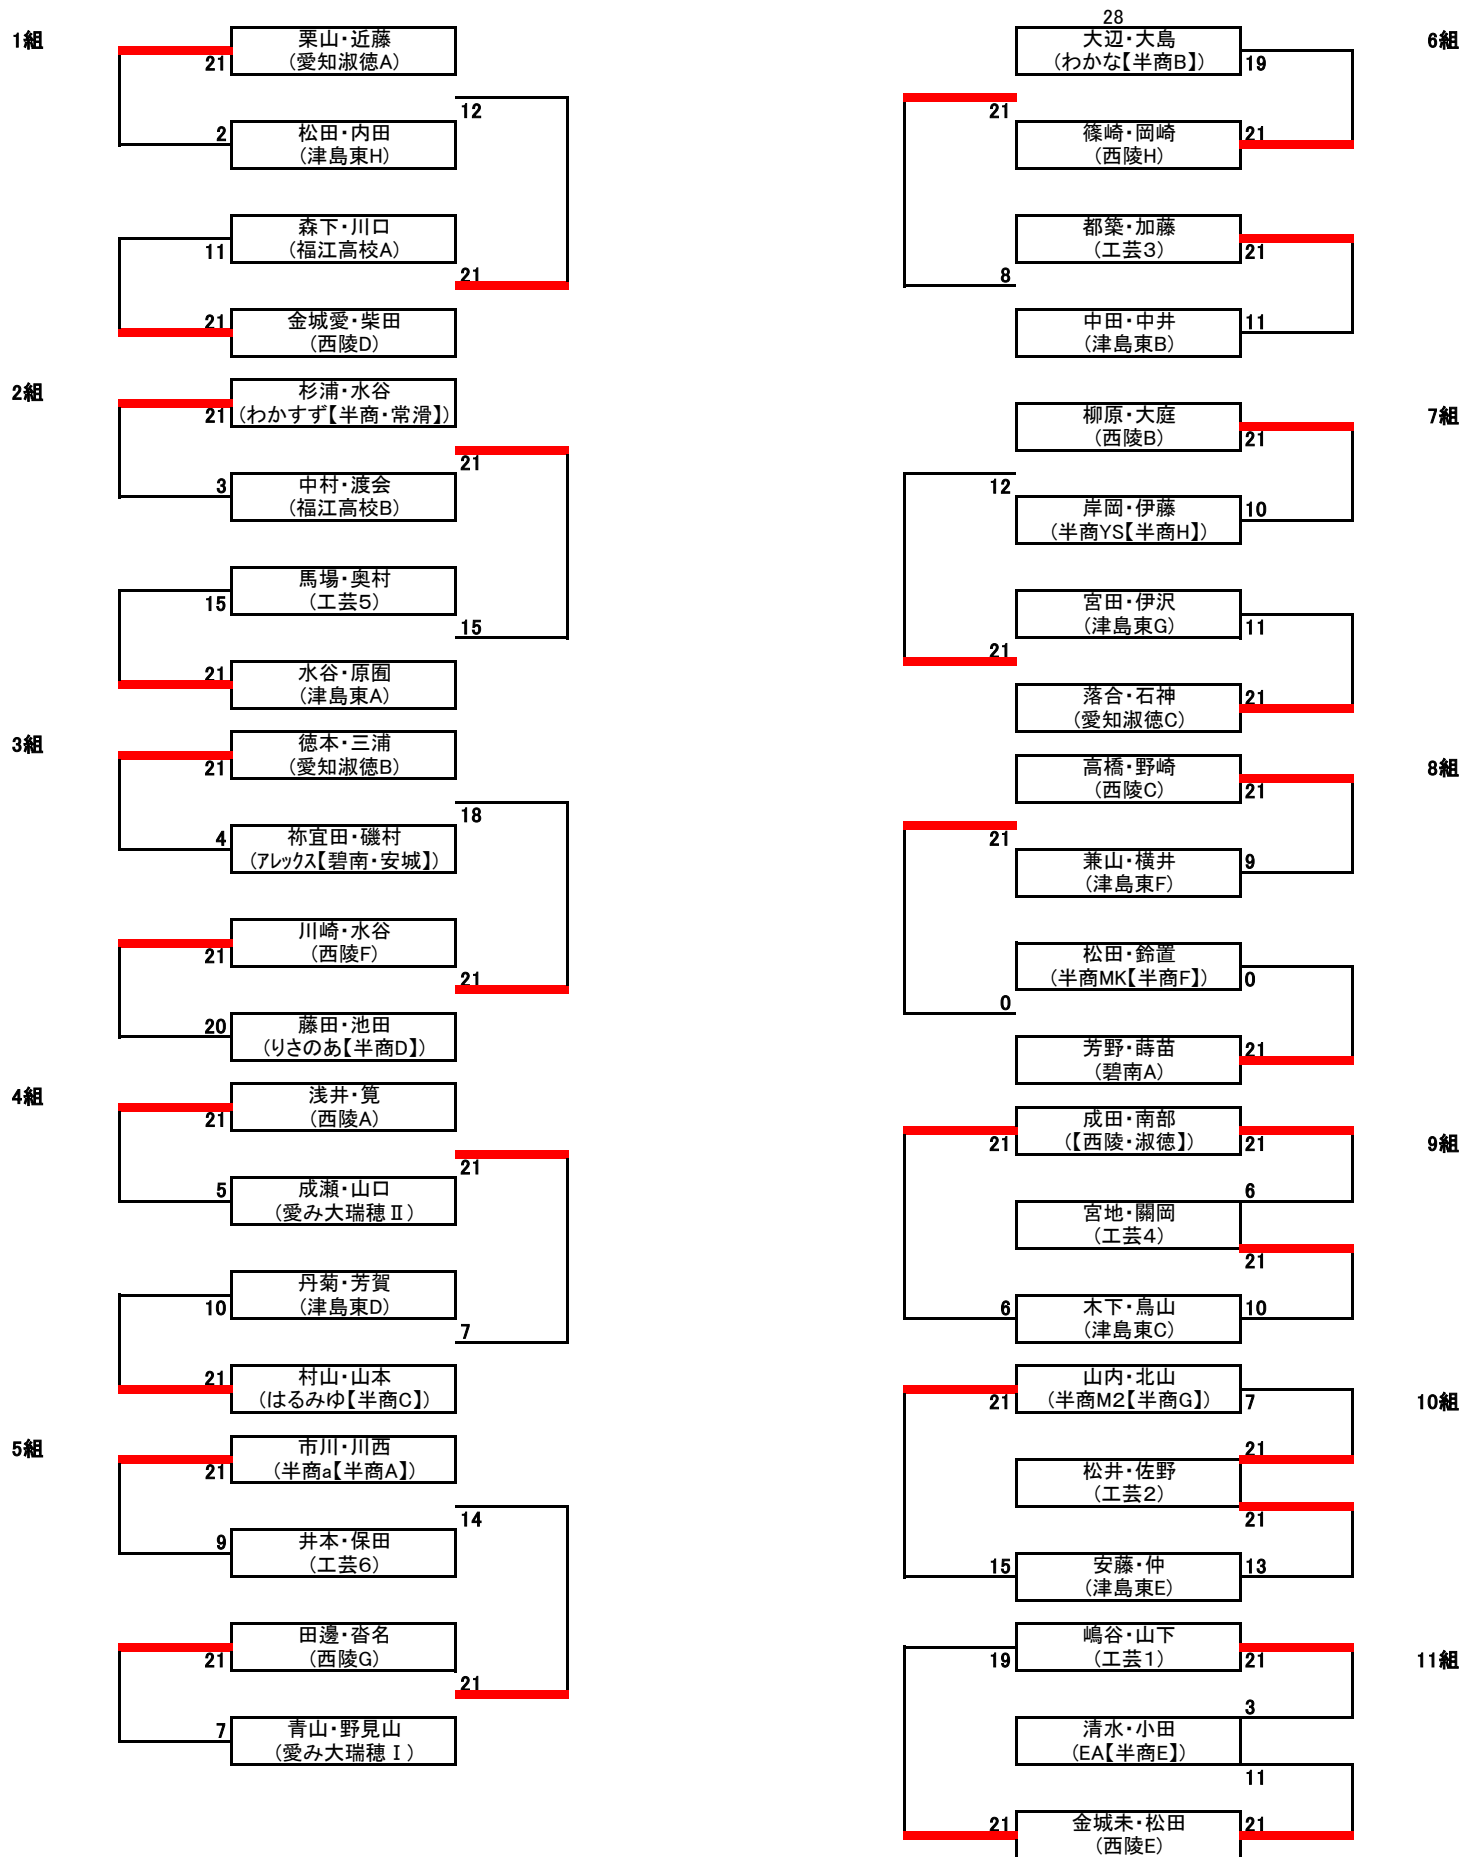 1組
栗山・近藤
21
(愛知淑徳A)
12
2
松田・内田
(津島東H)
森下・川口
11
(福江高校A)
21
21
金城愛・柴田
(西陵D)
2組
杉浦・水谷
21
(わかすず【半商・常滑】)
21
3
中村・渡会
(福江高校B)
馬場・奥村
15
(工芸5)
15
21
水谷・原囿
(津島東A)
3組
徳本・三浦
21
(愛知淑徳B)
18
4
祢宜田・磯村
(アレックス【碧南・安城】)
川崎・水谷
21
(西陵F)
21
20
藤田・池田
(りさのあ【半商D】)
4組
浅井・筧
21
(西陵A)
21
5
成瀬・山口
(愛み大瑞穂Ⅱ)
丹菊・芳賀
10
(津島東D)
7
21
村山・山本
(はるみゆ【半商C】)
5組
市川・川西
21
(半商a【半商A】)
14
9
井本・保田
(工芸6)
田邊・沓名
21
(西陵G)
21
7
青山・野見山
(愛み大瑞穂Ⅰ)
28
6組
大辺・大島
(わかな【半商B】)
19
21
篠崎・岡崎
21
(西陵H)
都築・加藤
(工芸3)
21
8
中田・中井
11
(津島東B)
7組
柳原・大庭
(西陵B)
21
12
岸岡・伊藤
10
(半商YS【半商H】)
宮田・伊沢
(津島東G)
11
21
落合・石神
21
(愛知淑徳C)
8組
高橋・野崎
(西陵C)
21
21
兼山・横井
9
(津島東F)
松田・鈴置
(半商MK【半商F】)
0
0
芳野・蒔苗
21
(碧南A)
9組
成田・南部
21
(【西陵・淑徳】)
21
6
宮地・關岡
(工芸4)
21
6
木下・鳥山
10
(津島東C)
10組
山内・北山
21
(半商M2【半商G】)
7
21
松井・佐野
(工芸2)
21
15
安藤・仲
13
(津島東E)
11組
嶋谷・山下
19
(工芸1)
21
3
清水・小田
(EA【半商E】)
11
21
金城未・松田
21
(西陵E)